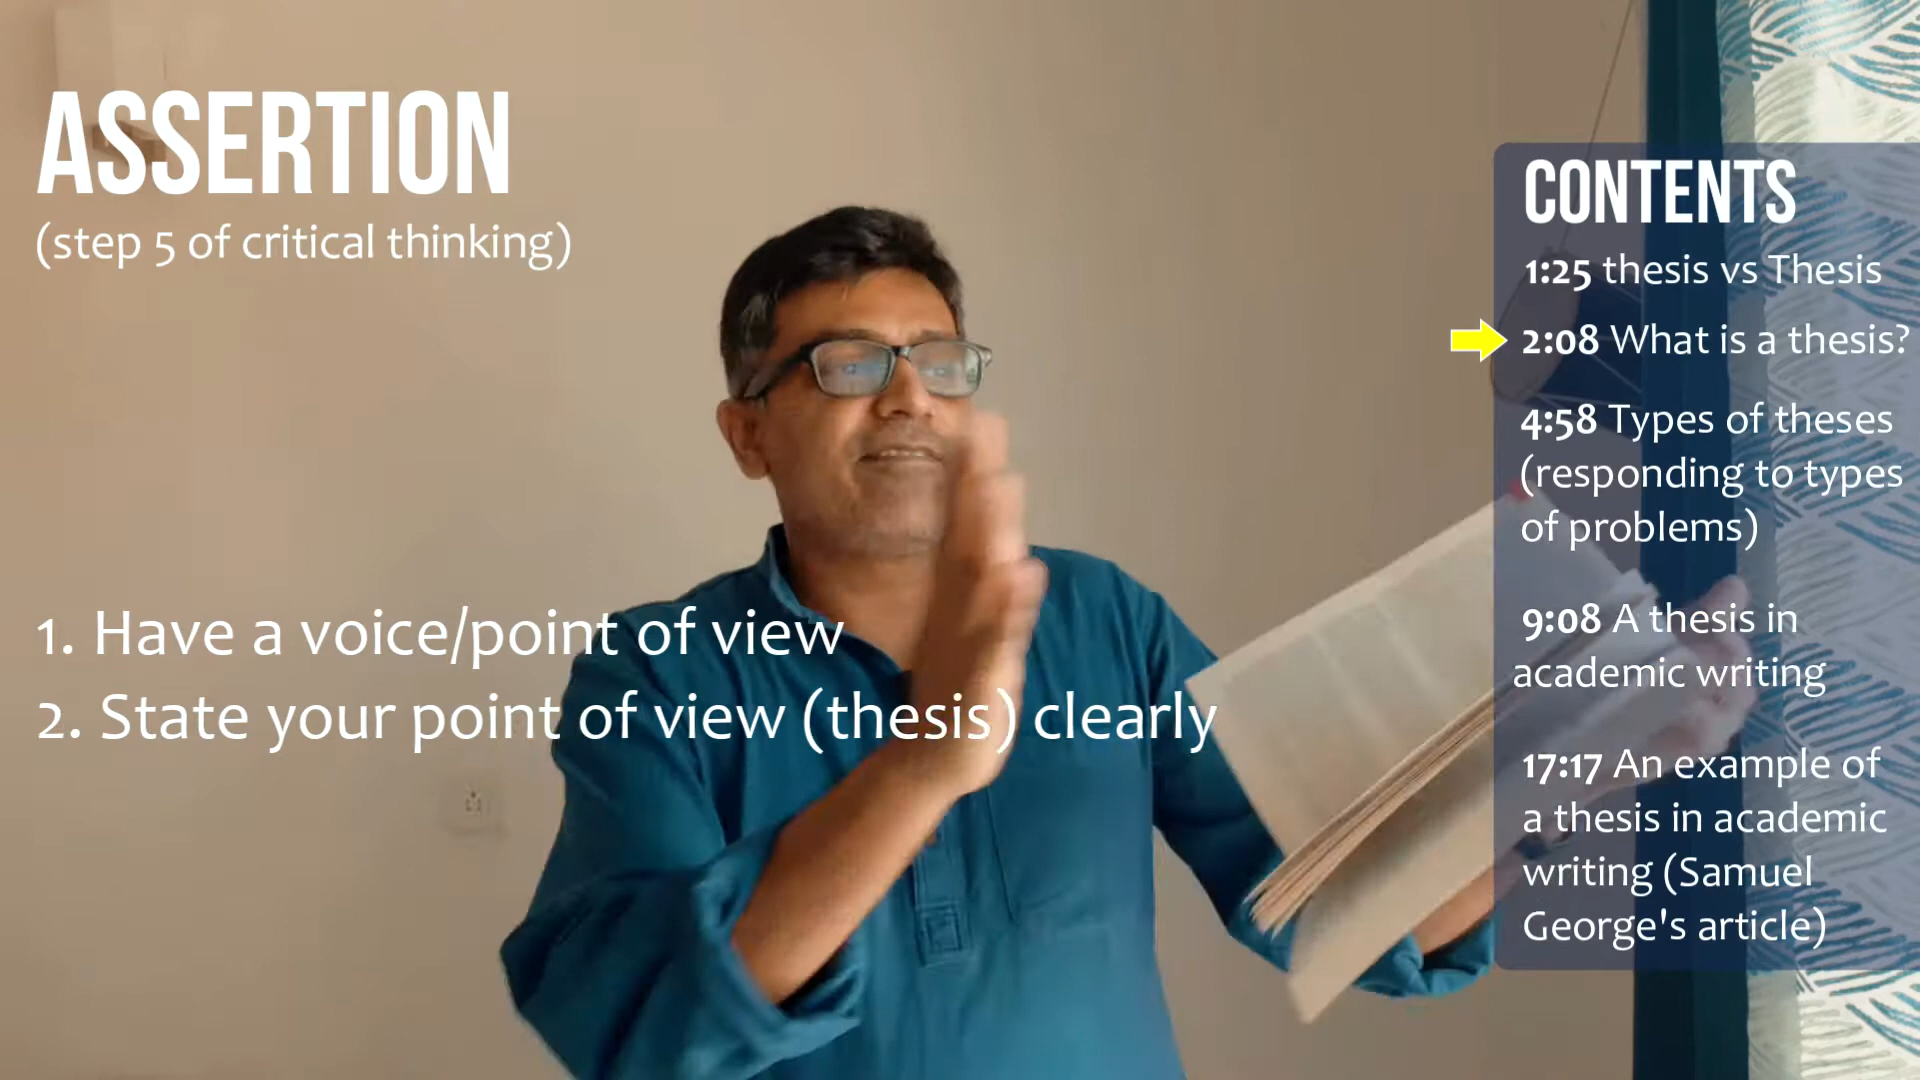 ASSERTION
(step 5 of critical thinking)
1. Have a voice/point of view
2. State your point of view (thesis) clearly
CONTENTS
1:25 thesis vs Thesis
2:08 What is a thesis?
4:58 Types of theses
(responding to types
of problems)
9:08 A thesis in
academic writing
17:17 An example of
a thesis in academic
writing (Samuel
George's article)